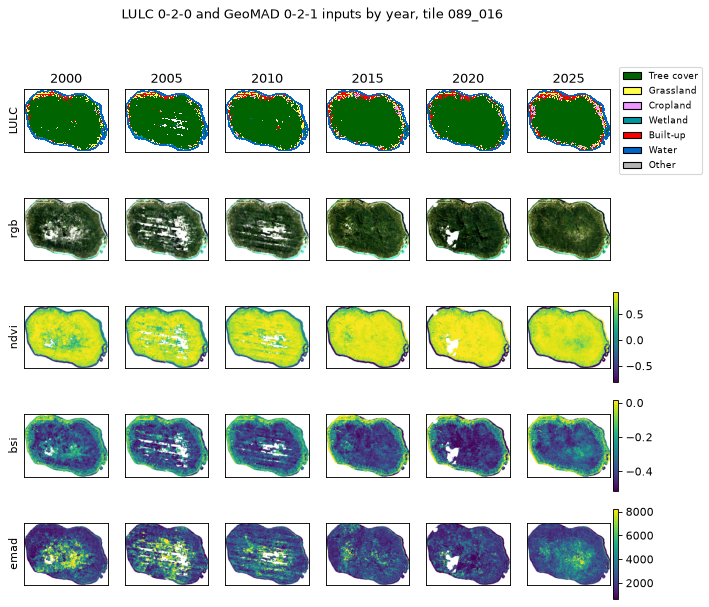 LULC 0-2-0 and GeoMAD 0-2-1 inputs by year, tile 089_016
2000 2005 2010 2015 2020 2025
LULC
Tree cover
Grassland
Cropland
Wetland
Built-up
Water
Other
rgb
ndvi
0.5
0.0
−0.5
bsi
0.0
−0.2
−0.4
emad
8000
6000
4000
2000